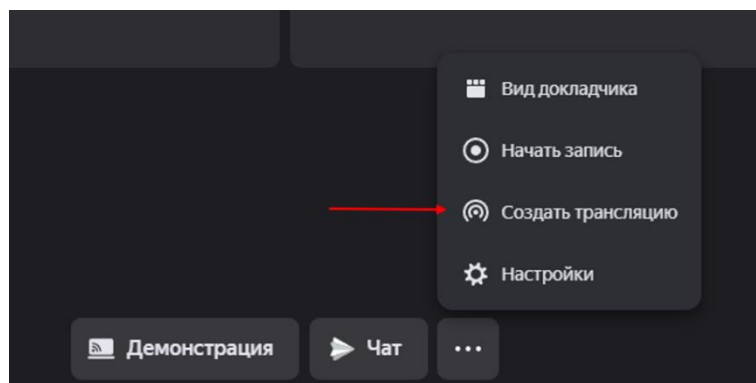 Вид докладчика
Начать запись
Создать трансляцию
Настройки
Демонстрация
Чат